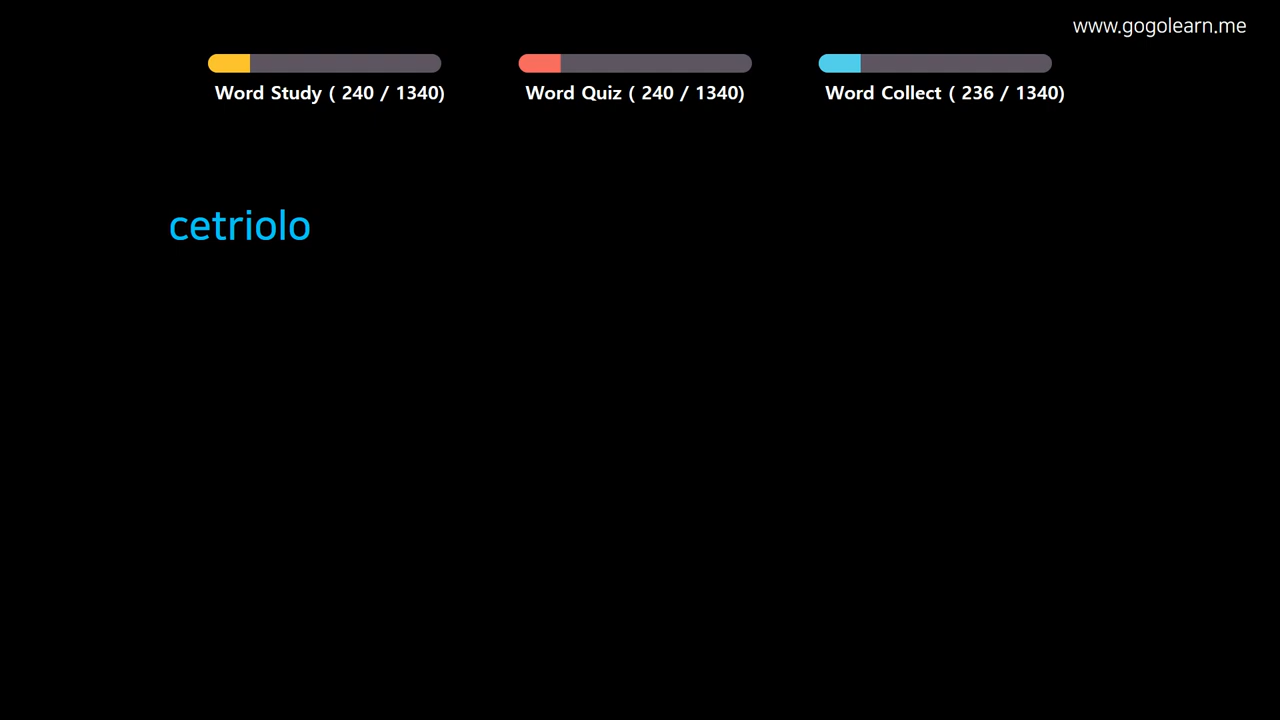 www.gogolearn.me
Word Study ( 240 / 1340)
Word Quiz ( 240 / 1340)
Word Collect ( 236 / 1340)
cetriolo